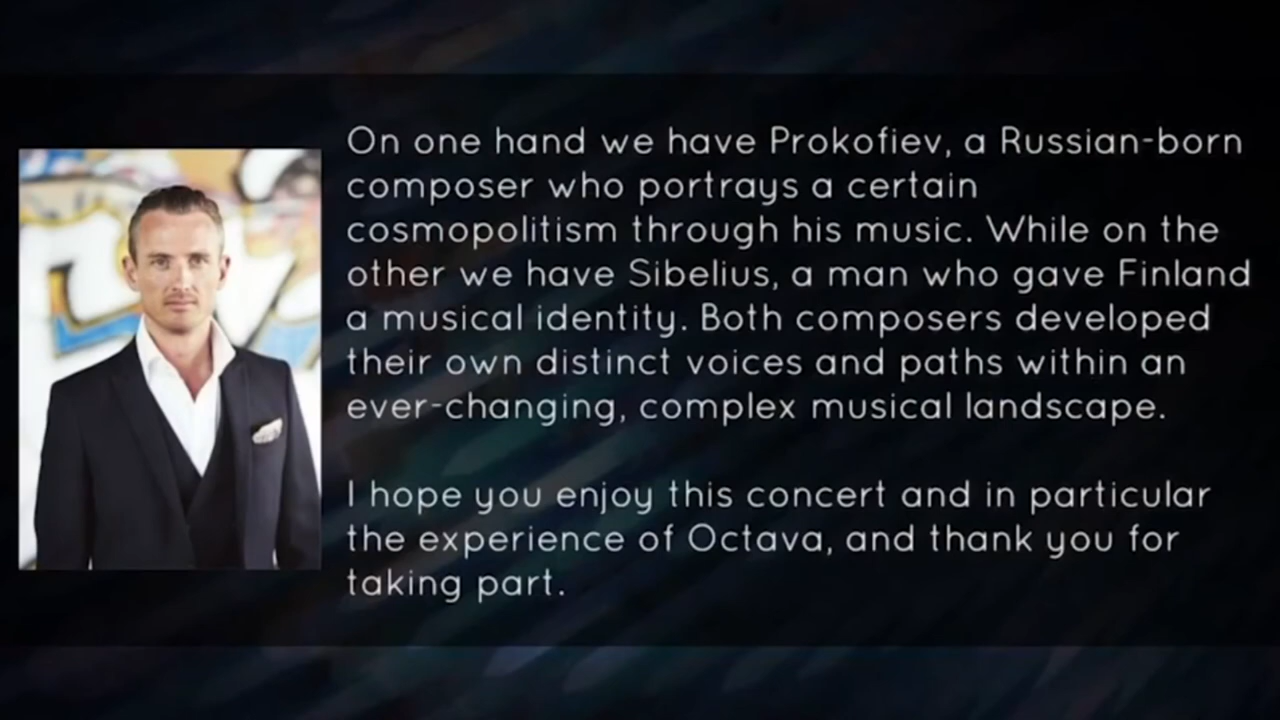 On one hand we have Prokofiev, a Russian-born
composer who portrays a certain
cosmopolitism through his music. While on the
other we have Sibelius, a man who gave Finland
a musical identity. Both composers developed
their own distinct voices and paths within an
ever-changing, complex musical landscape.
I hope you enjoy this concert and in particular
the experience of Octava, and thank you for
taking part.